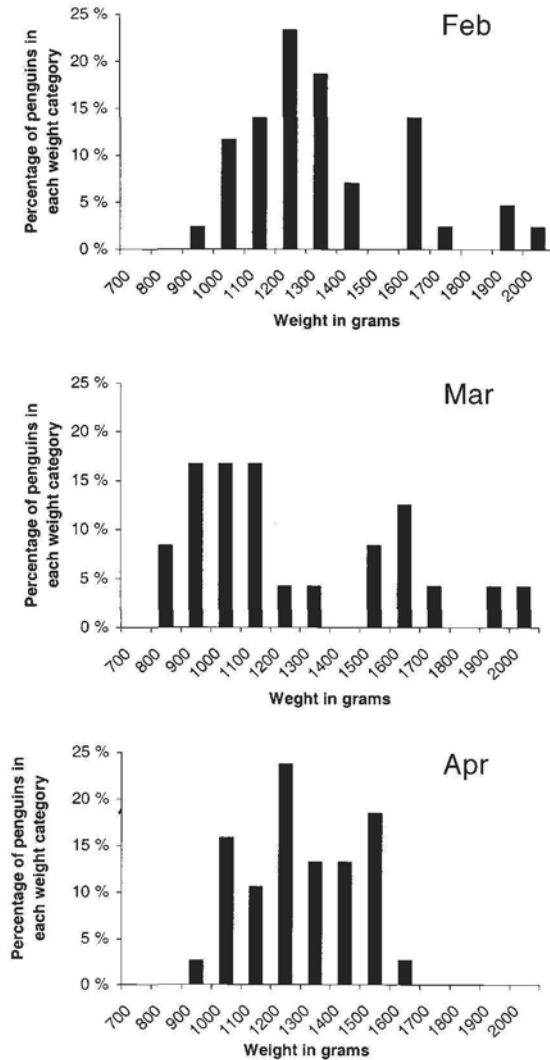 Feb
Percentage of penguins in
each weight category
25 %
20 %
15 %
10 %
5 %
0 %
700 800 900 1000 1100 1200 1300 1400 1500 1600 1700 1800 1900 2000
Weight in grams
Mar
Percentage of penguins in
each weight category
25 %
20 %
15 %
10 %
5 %
0 %
700 800 900 1000 1100 1200 1300 1400 1500 1600 1700 1800 1900 2000
Weght in grams
Apr
Percentage of penguins in
each weight category
25 %
20 %
15 %
10 %
5 %
0 %
700 800 900 1000 1100 1200 1300 1400 1500 1600 1700 1800 1900 2000
Weight in grams